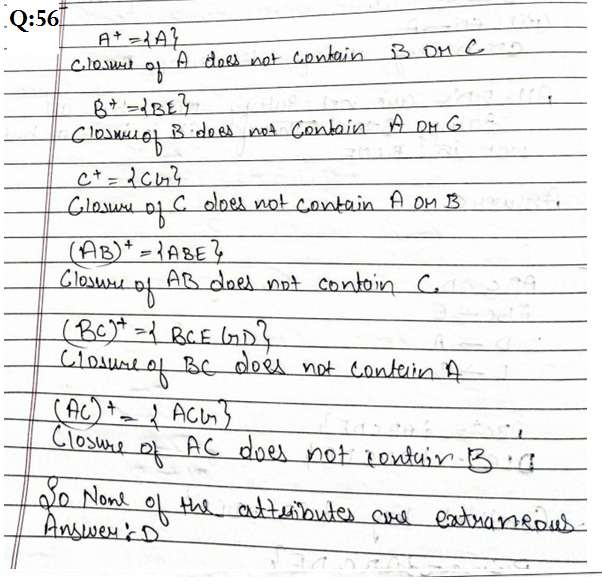 Q:56
A+ = {A}
Closure of A does not contain B or C
B+ = {BE}
Closure of B does not contain A or G
C+ = {CG}
Closure of C does not contain A or B
(AB)+ = {ABE}
Closure of AB does not contain C.
(BC)+ = { BCE GD}
Closure of BC does not contain A
(AC)+ = { ACG}
Closure of AC does not contain B.
So None of the attributes are extraneous.
Answer: D